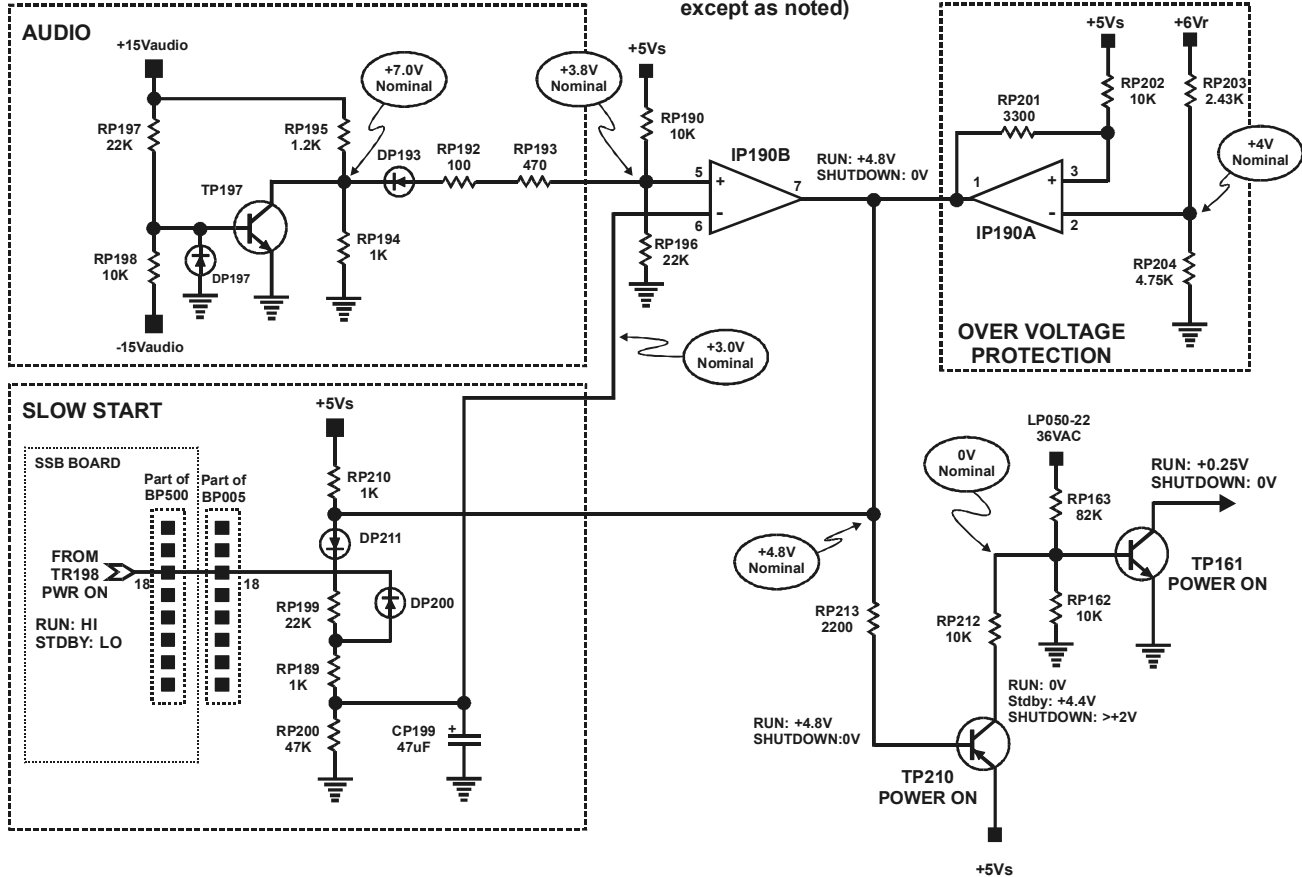 except as noted)
AUDIO
+15Vaudio
+7.0V
Nominal
+3.8V
Nominal
+5Vs
RP197
22K
RP195
1.2K
DP193
RP192
100
RP193
470
RP190
10K
TP197
RP198
10K
DP197
RP194
1K
-15Vaudio
IP190B
5
+
6
-
7
RP196
22K
+3.0V
Nominal
RUN: +4.8V
SHUTDOWN: 0V
+5Vs
+6Vr
RP202
10K
RP203
2.43K
RP201
3300
+4V
Nominal
1
+
3
-
2
IP190A
RP204
4.75K
OVER VOLTAGE
PROTECTION
SLOW START
+5Vs
SSB BOARD
Part of
BP500
Part of
BP005
RP210
1K
DP211
FROM
TR198
PWR ON
18
18
RUN: HI
STDBY: LO
RP199
22K
DP200
RP189
1K
RP200
47K
CP199
47uF
+
+4.8V
Nominal
0V
Nominal
LP050-22
36VAC
RP163
82K
RUN: +0.25V
SHUTDOWN: 0V
TP161
POWER ON
RP213
2200
RP212
10K
RP162
10K
RUN: 0V
Stdby: +4.4V
SHUTDOWN: >+2V
RUN: +4.8V
SHUTDOWN:0V
TP210
POWER ON
+5Vs